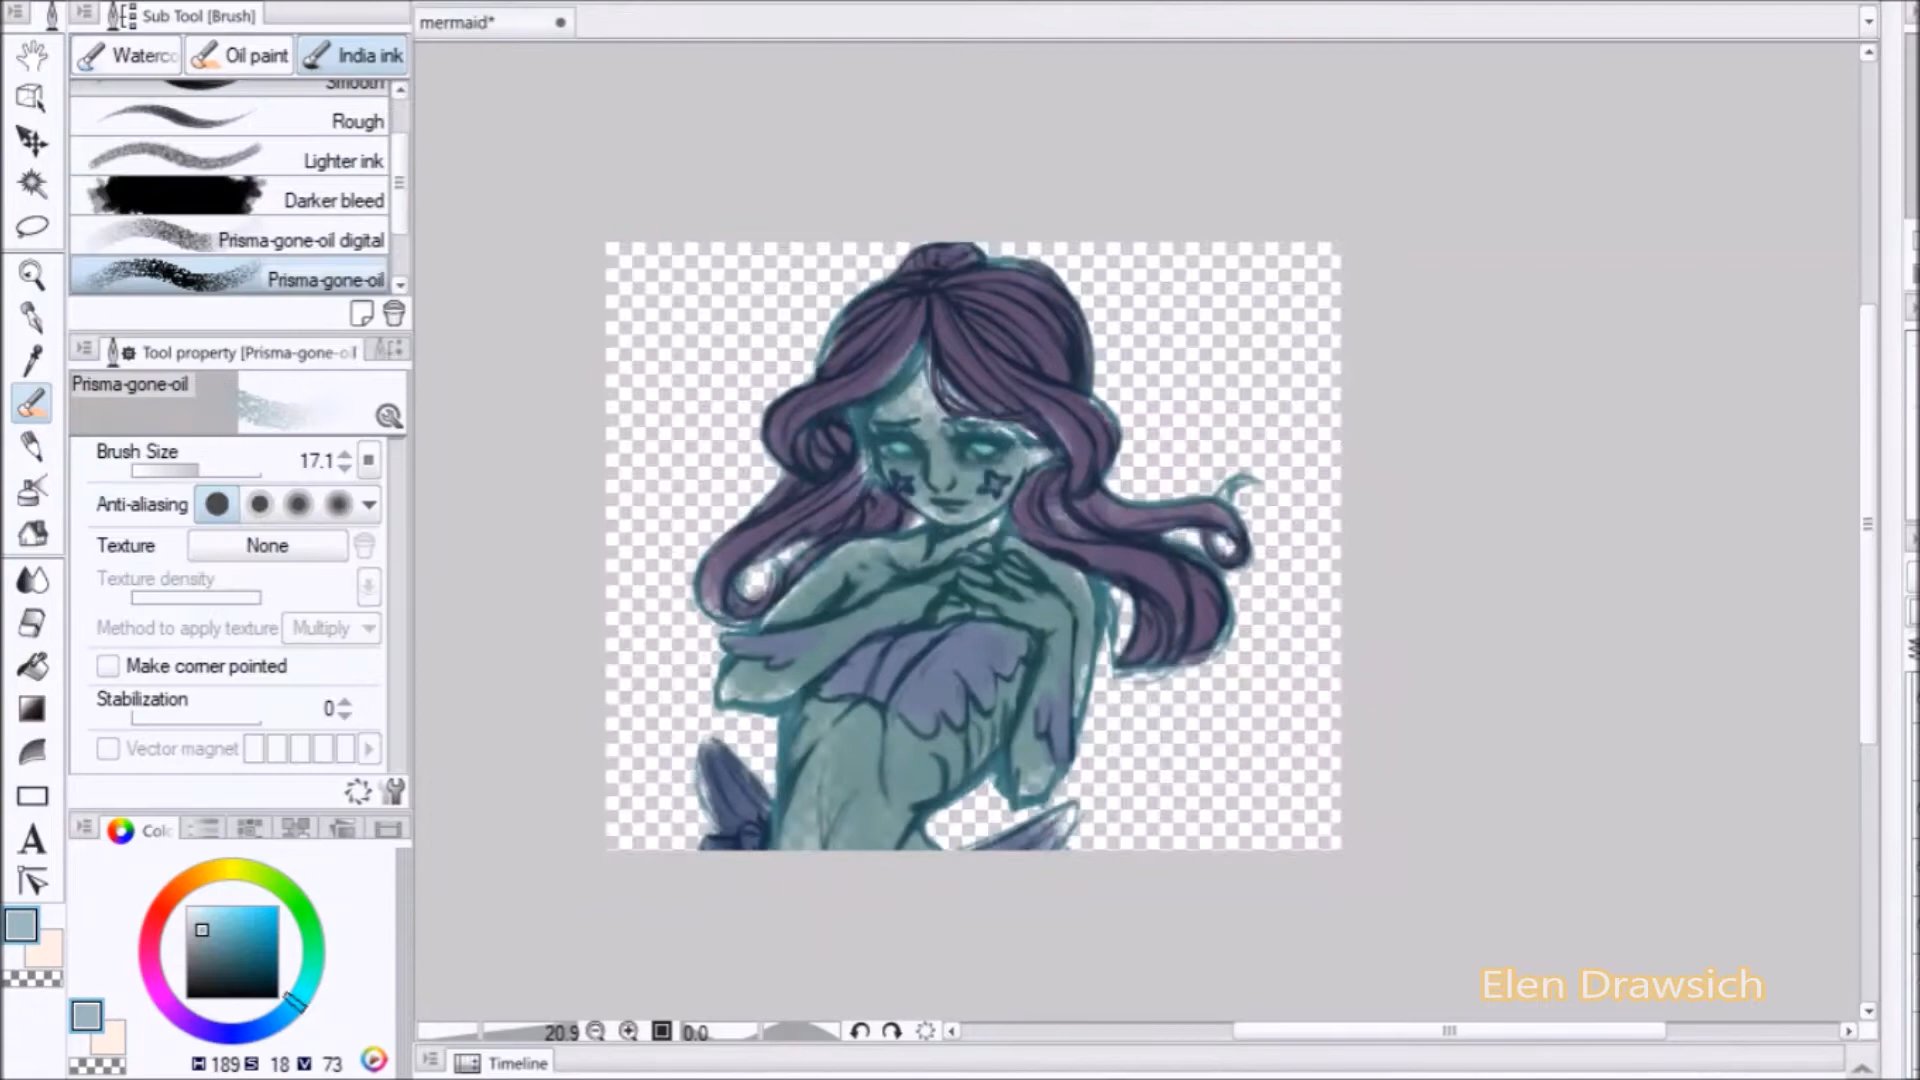 Sub Tool [Brush]
mermaid*
Waterco
Oil paint
India ink
Smooth
Rough
Lighter ink
Darker bleed
Prisma-gone-oil digital
Prisma-gone-oil
Tool property [Prisma-gone-oil
Prisma-gone-oil
Brush Size
17.1
Anti-aliasing
Texture
None
Texture density
Method to apply texture
Multiply
Make corner pointed
Stabilization
0
Vector magnet
Colo
H 189 S 18 V 73
A
20.9
0.0
Timeline
Elen Drawsich